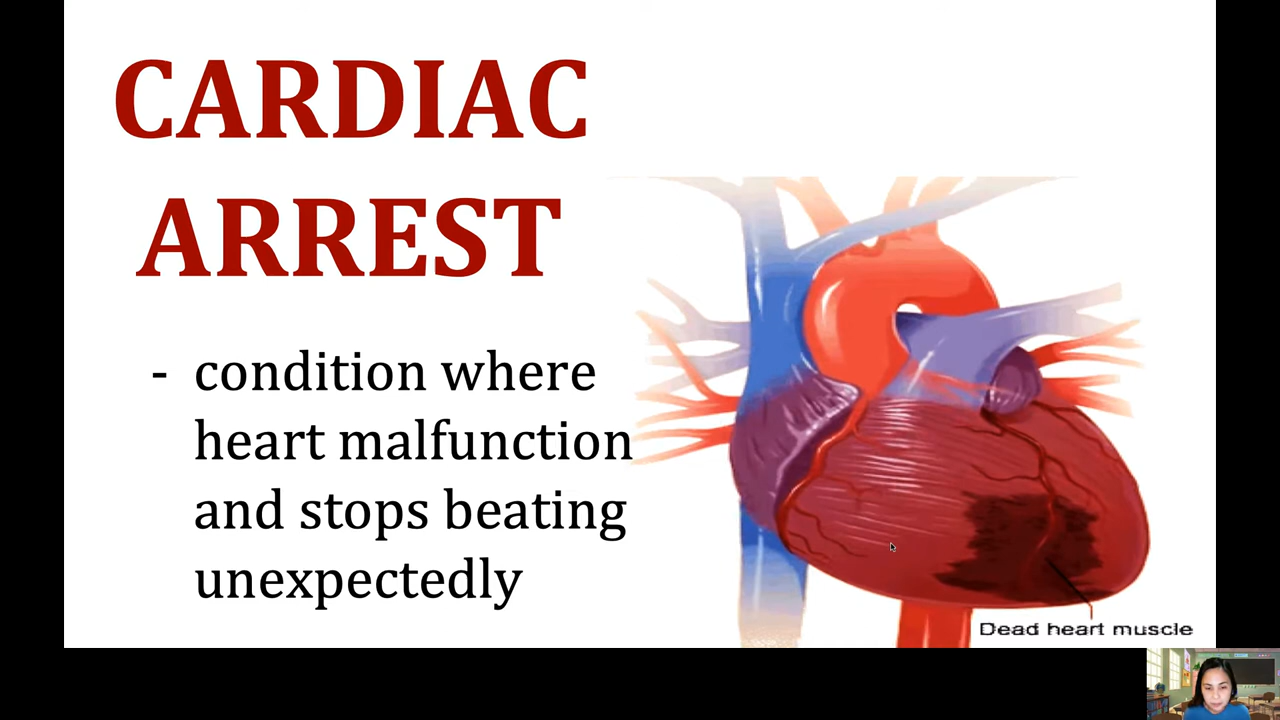 CARDIAC
ARREST
- condition where
heart malfunction
and stops beating
unexpectedly
Dead heart muscle